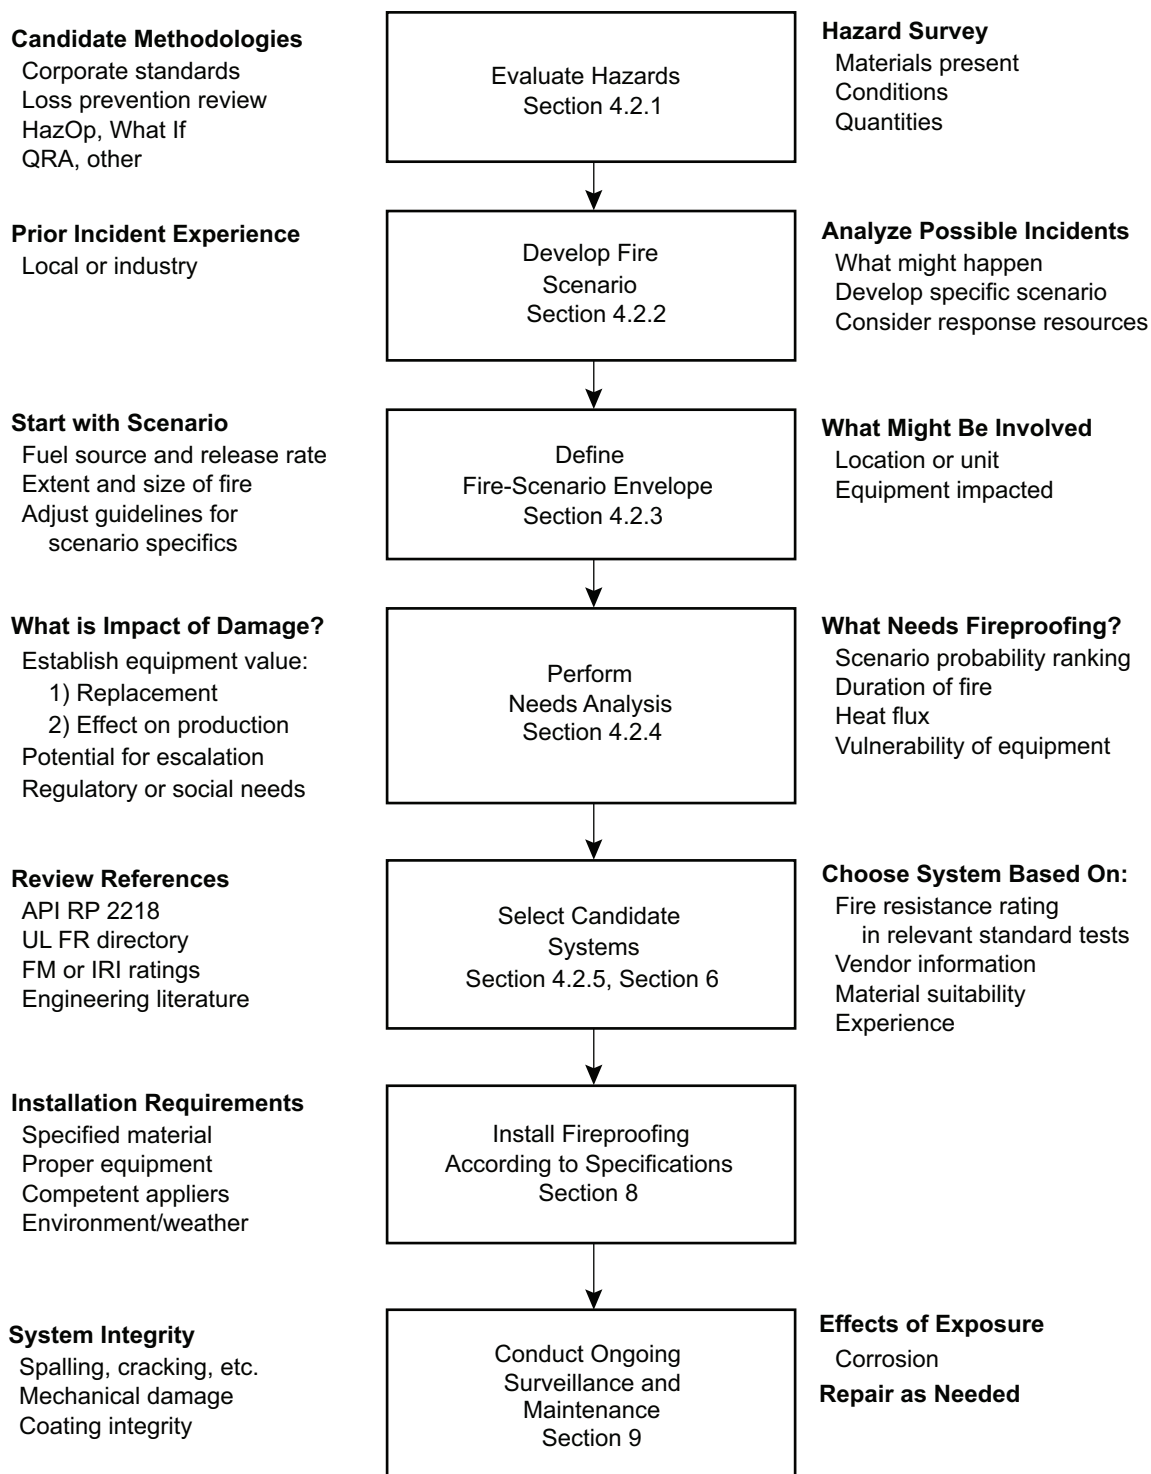 Candidate Methodologies
Corporate standards
Loss prevention review
HazOp, What If
QRA, other
Evaluate Hazards
Section 4.2.1
Hazard Survey
Materials present
Conditions
Quantities
Prior Incident Experience
Local or industry
Develop Fire
Scenario
Section 4.2.2
Analyze Possible Incidents
What might happen
Develop specific scenario
Consider response resources
Start with Scenario
Fuel source and release rate
Extent and size of fire
Adjust guidelines for
scenario specifics
Define
Fire-Scenario Envelope
Section 4.2.3
What Might Be Involved
Location or unit
Equipment impacted
What is Impact of Damage?
Establish equipment value:
1) Replacement
2) Effect on production
Potential for escalation
Regulatory or social needs
Perform
Needs Analysis
Section 4.2.4
What Needs Fireproofing?
Scenario probability ranking
Duration of fire
Heat flux
Vulnerability of equipment
Review References
API RP 2218
UL FR directory
FM or IRI ratings
Engineering literature
Select Candidate
Systems
Section 4.2.5, Section 6
Choose System Based On:
Fire resistance rating
in relevant standard tests
Vendor information
Material suitability
Experience
Installation Requirements
Specified material
Proper equipment
Competent appliers
Environment/weather
Install Fireproofing
According to Specifications
Section 8
System Integrity
Spalling, cracking, etc.
Mechanical damage
Coating integrity
Conduct Ongoing
Surveillance and
Maintenance
Section 9
Effects of Exposure
Corrosion
Repair as Needed